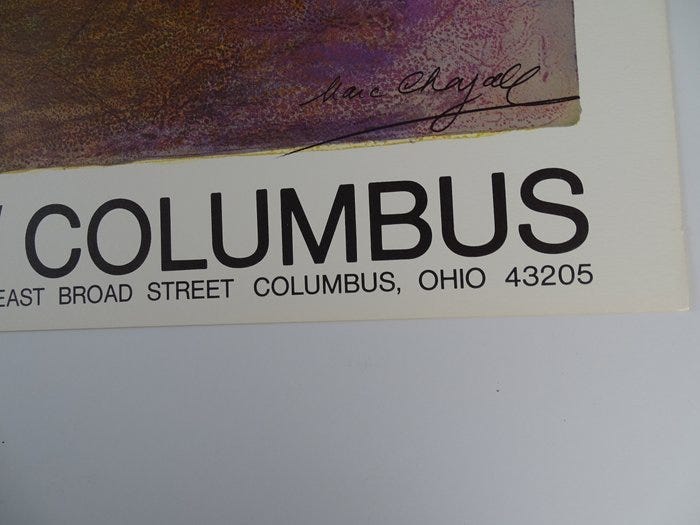 Marc Chagall
COLUMBUS
EAST BROAD STREET COLUMBUS, OHIO 43205